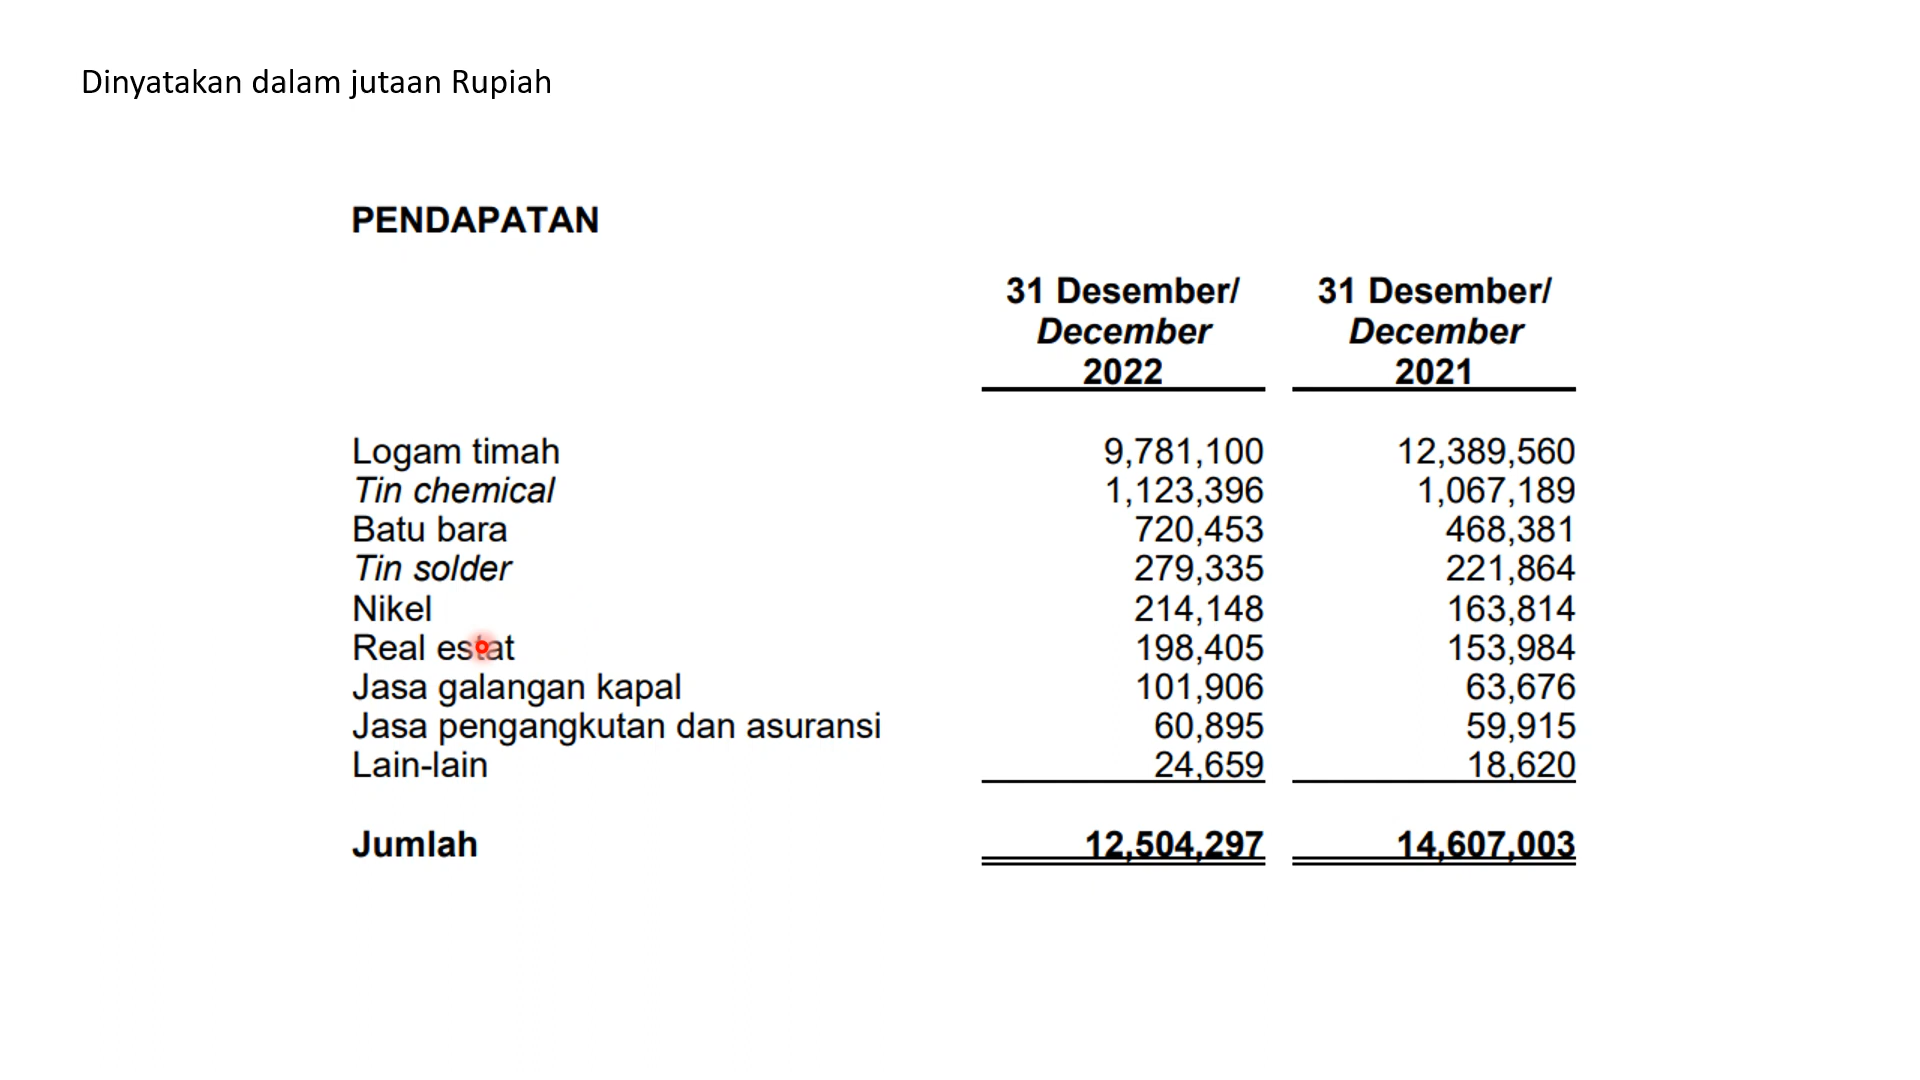 Dinyatakan dalam jutaan Rupiah
PENDAPATAN
31 Desember/ 31 Desember/
December December
2022 2021
Logam timah 9,781,100 12,389,560
Tin chemical 1,123,396 1,067,189
Batu bara 720,453 468,381
Tin solder 279,335 221,864
Nikel 214,148 163,814
Real estat 198,405 153,984
Jasa galangan kapal 101,906 63,676
Jasa pengangkutan dan asuransi 60,895 59,915
Lain-lain 24,659 18,620
Jumlah 12,504,297 14,607,003